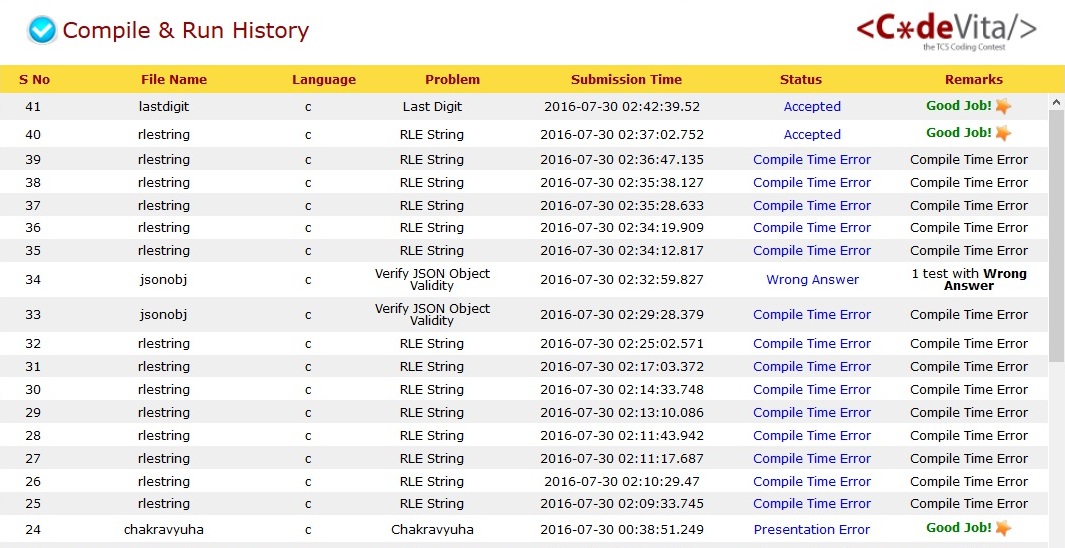 Compile & Run History
<C*deVita/>
the TCS Coding Contest
S No File Name Language Problem Submission Time Status Remarks
41 lastdigit c Last Digit 2016-07-30 02:42:39.52 Accepted Good Job!
40 rlestring c RLE String 2016-07-30 02:37:02.752 Accepted Good Job!
39 rlestring c RLE String 2016-07-30 02:36:47.135 Compile Time Error Compile Time Error
38 rlestring c RLE String 2016-07-30 02:35:38.127 Compile Time Error Compile Time Error
37 rlestring c RLE String 2016-07-30 02:35:28.633 Compile Time Error Compile Time Error
36 rlestring c RLE String 2016-07-30 02:34:19.909 Compile Time Error Compile Time Error
35 rlestring c RLE String 2016-07-30 02:34:12.817 Compile Time Error Compile Time Error
34 jsonobj c Verify JSON Object 2016-07-30 02:32:59.827 Wrong Answer 1 test with Wrong
Validity Answer
33 jsonobj c Verify JSON Object 2016-07-30 02:29:28.379 Compile Time Error Compile Time Error
Validity
32 rlestring c RLE String 2016-07-30 02:25:02.571 Compile Time Error Compile Time Error
31 rlestring c RLE String 2016-07-30 02:17:03.372 Compile Time Error Compile Time Error
30 rlestring c RLE String 2016-07-30 02:14:33.748 Compile Time Error Compile Time Error
29 rlestring c RLE String 2016-07-30 02:13:10.086 Compile Time Error Compile Time Error
28 rlestring c RLE String 2016-07-30 02:11:43.942 Compile Time Error Compile Time Error
27 rlestring c RLE String 2016-07-30 02:11:17.687 Compile Time Error Compile Time Error
26 rlestring c RLE String 2016-07-30 02:10:29.47 Compile Time Error Compile Time Error
25 rlestring c RLE String 2016-07-30 02:09:33.745 Compile Time Error Compile Time Error
24 chakravyuha c Chakravyuha 2016-07-30 00:38:51.249 Presentation Error Good Job!